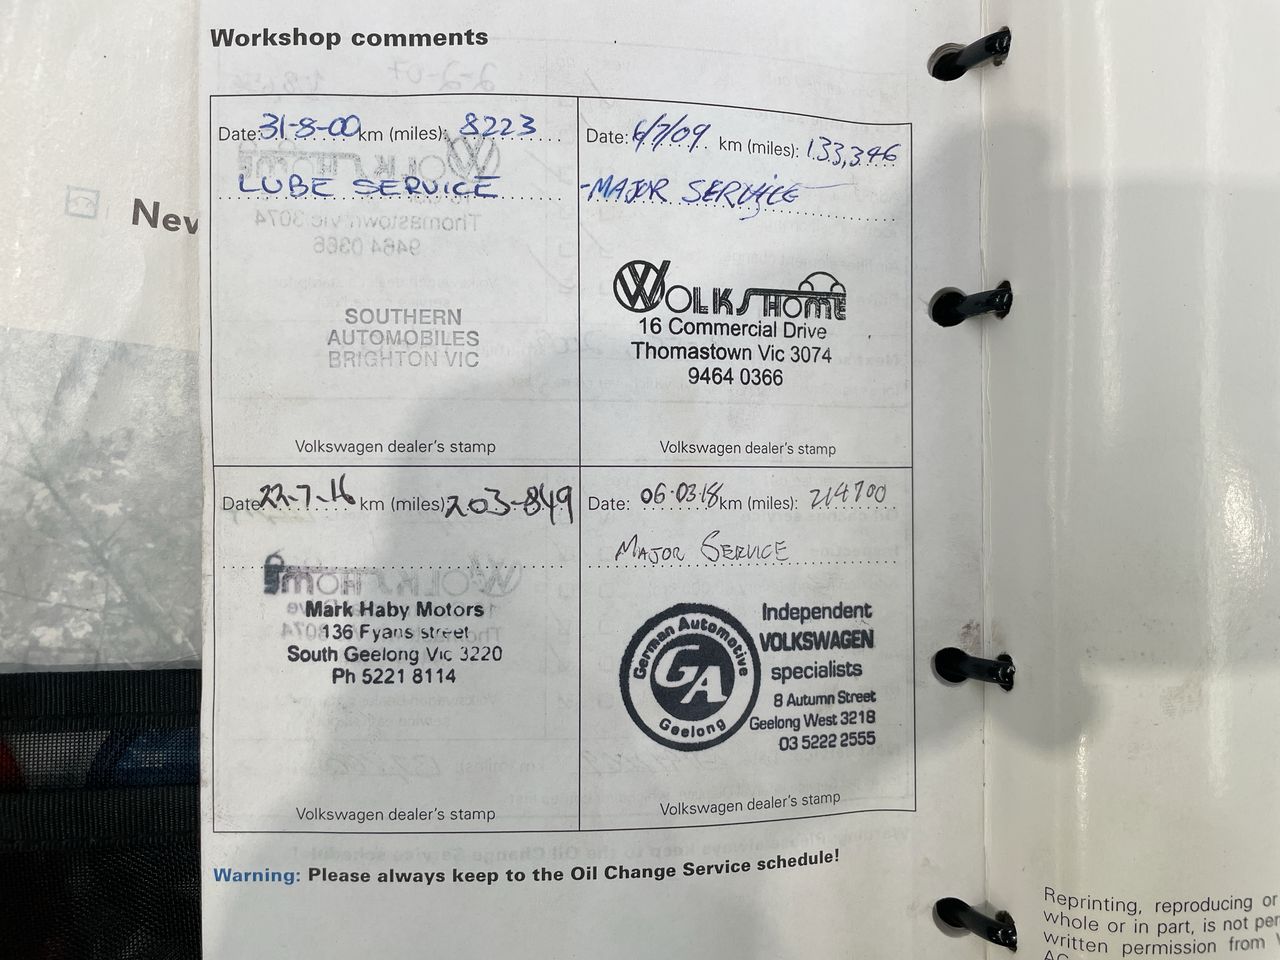 Workshop comments
Date: 31-8-00 km (miles): 8223
LUBE SERVICE
SOUTHERN
AUTOMOBILES
BRIGHTON VIC
Volkswagen dealer's stamp
Date: 6/7/09 km (miles): 133,346
-MAJOR SERVICE
VOLKSHOME
16 Commercial Drive
Thomastown Vic 3074
9464 0366
Volkswagen dealer's stamp
Date 22-7-16 km (miles) 203-849
Mark Haby Motors
136 Fyans street
South Geelong Vic 3220
Ph 5221 8114
Volkswagen dealer's stamp
Date: 06.03.18 km (miles): 214700
MAJOR SERVICE
German Automotive
GA
Geelong
Independent
VOLKSWAGEN
specialists
8 Autumn Street
Geelong West 3218
03 5222 2555
Volkswagen dealer's stamp
Warning: Please always keep to the Oil Change Service schedule!
Reprinting, reproducing or
whole or in part, is not
written permission from